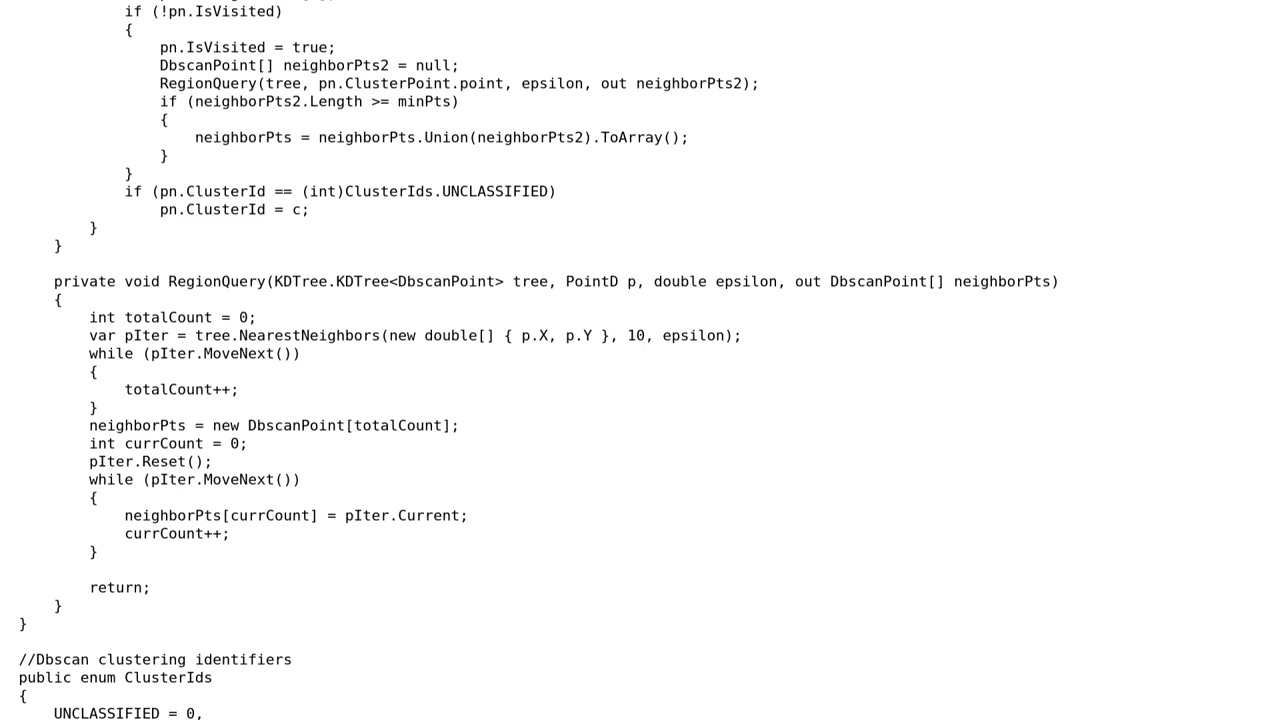 if (!pn.IsVisited)
            {
                pn.IsVisited = true;
                DbscanPoint[] neighborPts2 = null;
                RegionQuery(tree, pn.ClusterPoint.point, epsilon, out neighborPts2);
                if (neighborPts2.Length >= minPts)
                {
                    neighborPts = neighborPts.Union(neighborPts2).ToArray();
                }
            }
            if (pn.ClusterId == (int)ClusterIds.UNCLASSIFIED)
                pn.ClusterId = c;
        }
    }

    private void RegionQuery(KDTree.KDTree<DbscanPoint> tree, PointD p, double epsilon, out DbscanPoint[] neighborPts)
    {
        int totalCount = 0;
        var pIter = tree.NearestNeighbors(new double[] { p.X, p.Y }, 10, epsilon);
        while (pIter.MoveNext())
        {
            totalCount++;
        }
        neighborPts = new DbscanPoint[totalCount];
        int currCount = 0;
        pIter.Reset();
        while (pIter.MoveNext())
        {
            neighborPts[currCount] = pIter.Current;
            currCount++;
        }

        return;
    }
}

//Dbscan clustering identifiers
public enum ClusterIds
{
    UNCLASSIFIED = 0,